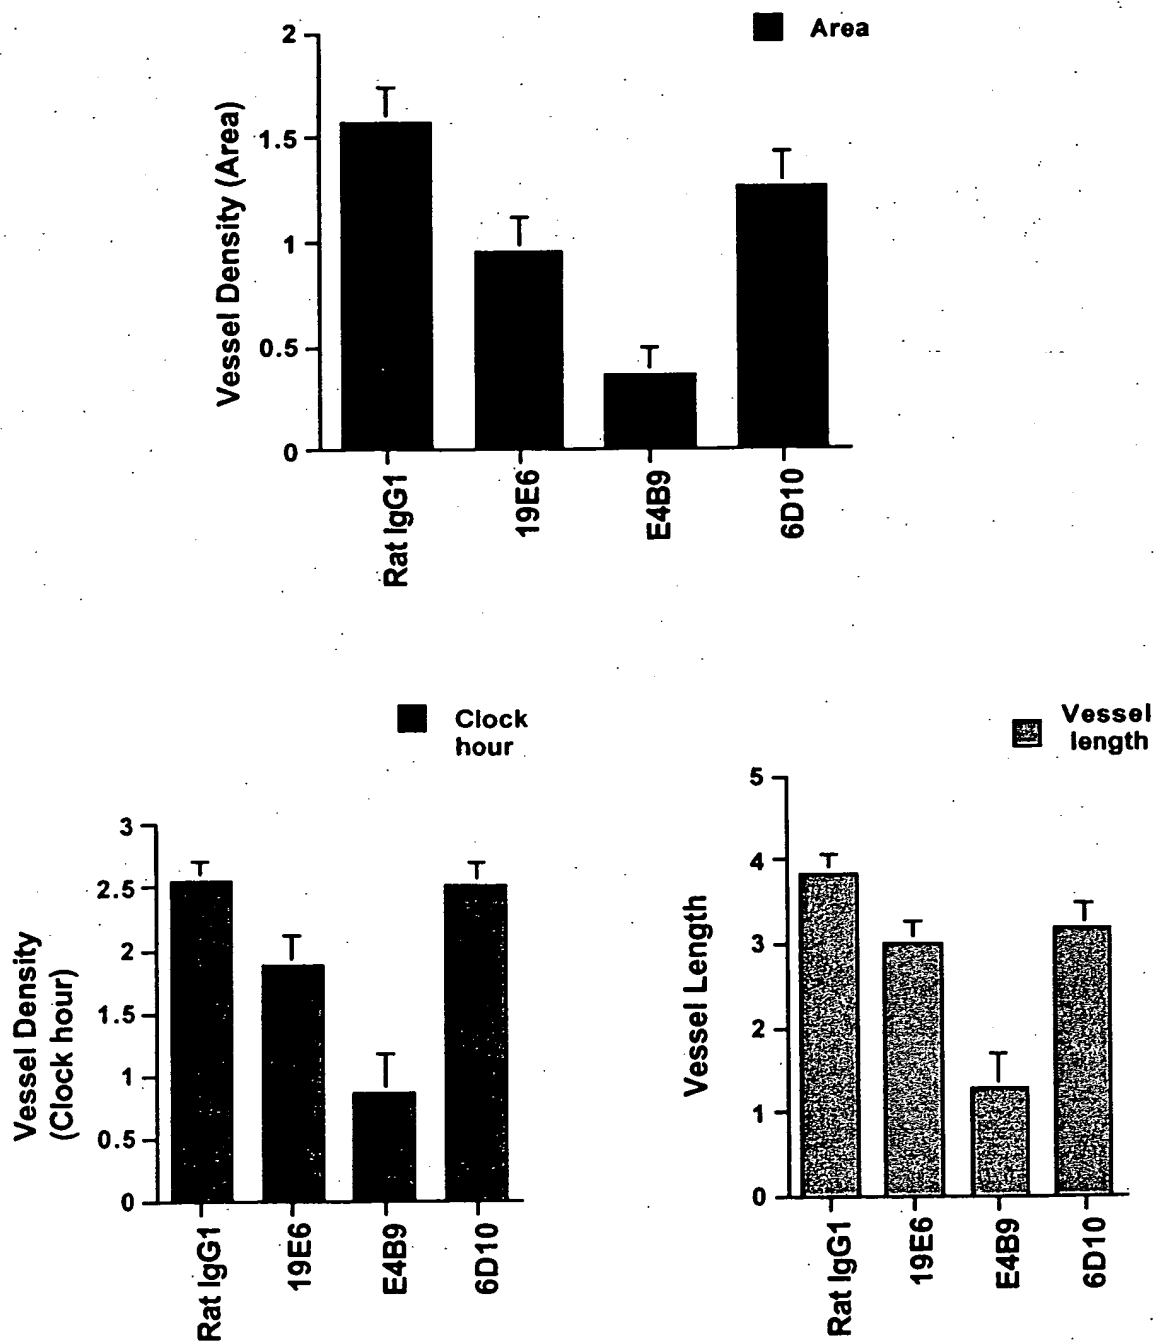 Area
Vessel Density (Area)
2
1.5
1
0.5
0
Rat IgG1
19E6
E4B9
6D10
Clock
hour
Vessel Density
(Clock hour)
3
2.5
2
1.5
1
0.5
0
Rat IgG1
19E6
E4B9
6D10
Vessel
length
Vessel Length
5
4
3
2
1
0
Rat IgG1
19E6
E4B9
6D10